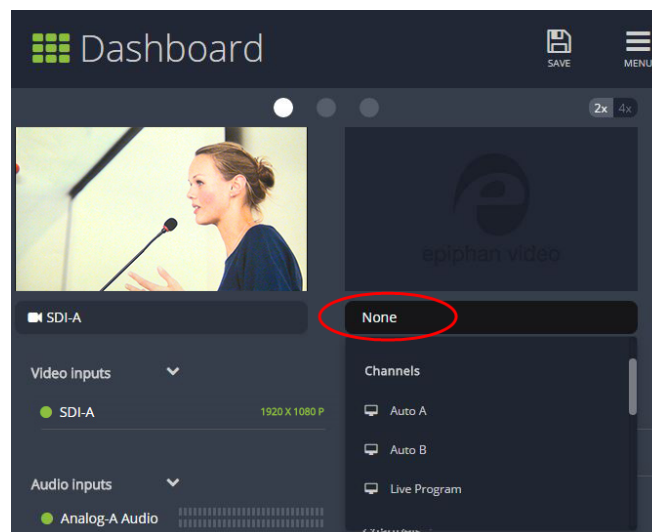 Dashboard
SAVE
MENU
2x 4x
epiphan video
SDI-A
None
Video inputs
Channels
SDI-A
1920 X 1080 P
Auto A
Auto B
Audio inputs
Live Program
Analog-A Audio